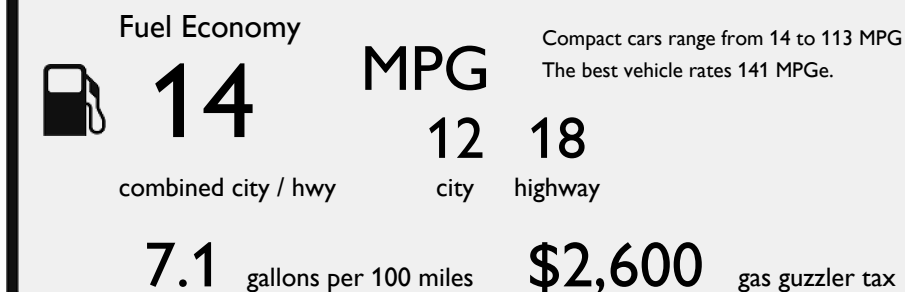 Fuel Economy
Compact cars range from 14 to 113 MPG
The best vehicle rates 141 MPGe.
14 MPG
12 18
combined city / hwy city highway
7.1 gallons per 100 miles $2,600 gas guzzler tax